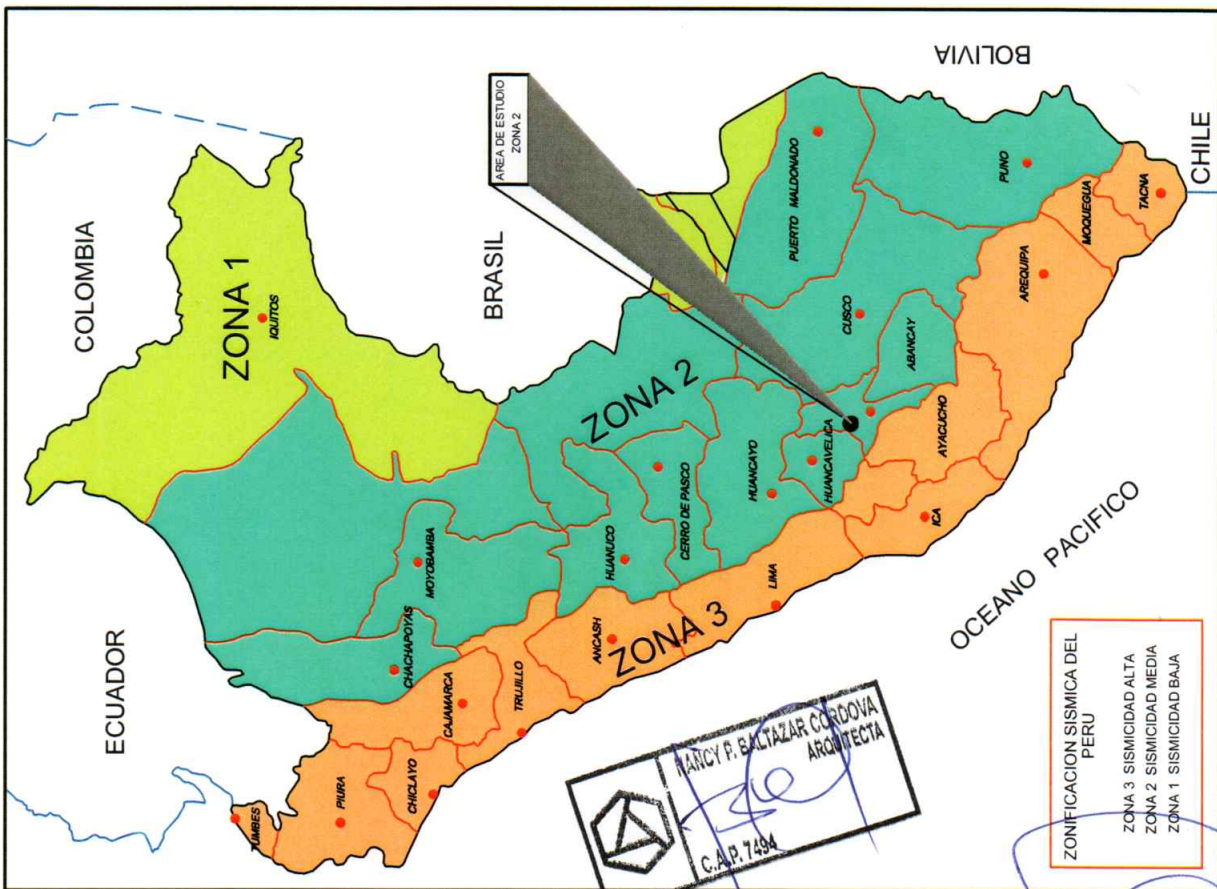 COLOMBIA
ECUADOR
ZONA 1
IQUITOS
BRASIL
AREA DE ESTUDIO
ZONA 2
TUMBES
PIURA
CHICLAYO
CHACHAPOYAS
MOYOBAMBA
CAJAMARCA
TRUJILLO
ZONA 2
HUANUCO
ANCASH
ZONA 3
CERRO DE PASCO
HUANCAYO
LIMA
HUANCAVELICA
PUERTO MALDONADO
CUSCO
ABANCAY
AYACUCHO
ICA
AREQUIPA
PUNO
MOQUEGUA
TACNA
BOLIVIA
CHILE
OCEANO PACIFICO
NANCY P. BALTAZAR CORDOVA
ARQUITECTA
C.A.P. 7494
ZONIFICACION SISMICA DEL
PERU
ZONA 3 SISMICIDAD ALTA
ZONA 2 SISMICIDAD MEDIA
ZONA 1 SISMICIDAD BAJA